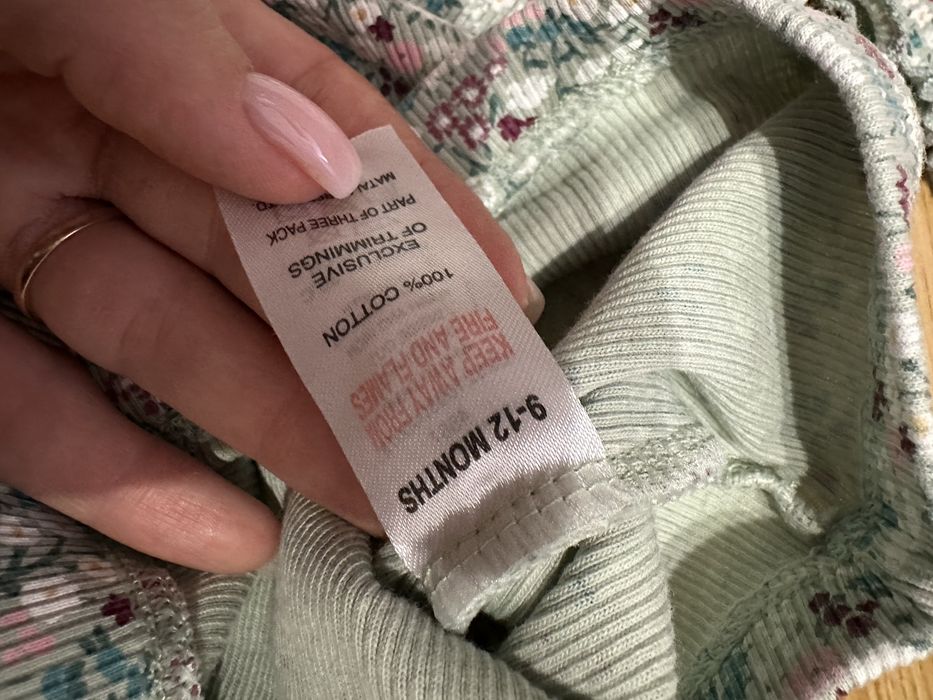 9-12 MONTHS
KEEP AWAY FROM
FIRE AND FLAMES
100% COTTON
EXCLUSIVE
OF TRIMMINGS
PART OF THREE PACK